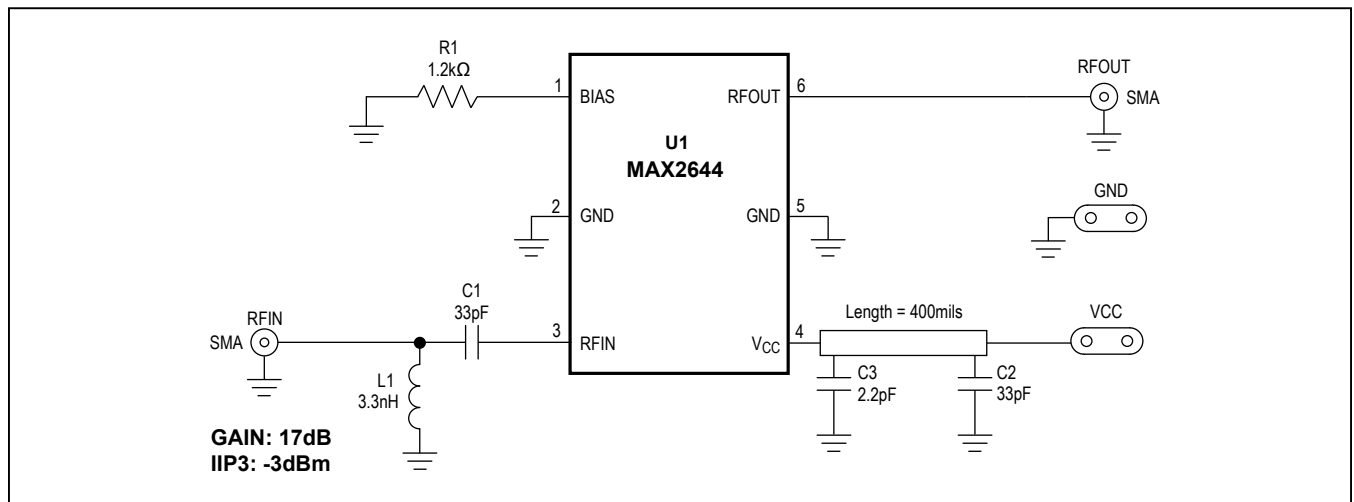 R1
1.2kΩ
1
BIAS
RFOUT
6
RFOUT
SMA
U1
MAX2644
2
GND
GND
5
GND
C1
33pF
RFIN
SMA
3
RFIN
VCC
4
Length = 400mils
VCC
L1
3.3nH
C3
2.2pF
C2
33pF
GAIN: 17dB
IIP3: -3dBm